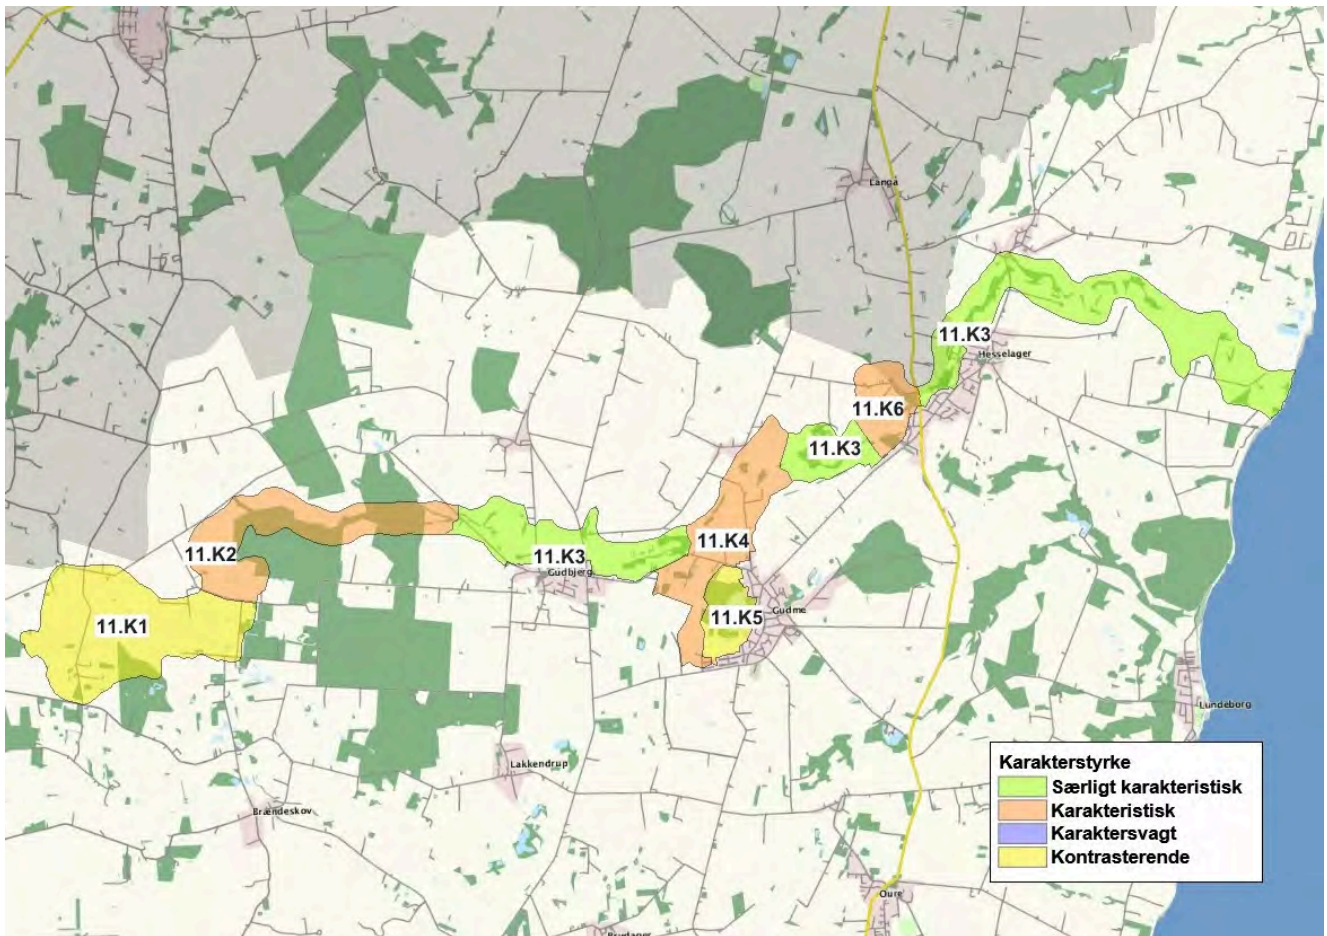 Langå
11.K3
Hesselager
11.K6
11.K3
11.K2
11.K3
11.K4
Gudbjerg
11.K1
11.K5
Gudme
Lundeborg
Lakkendrup
Brændeskov
Karakterstyrke
Særligt karakteristisk
Karakteristisk
Karaktersvagt
Kontrasterende
Oure